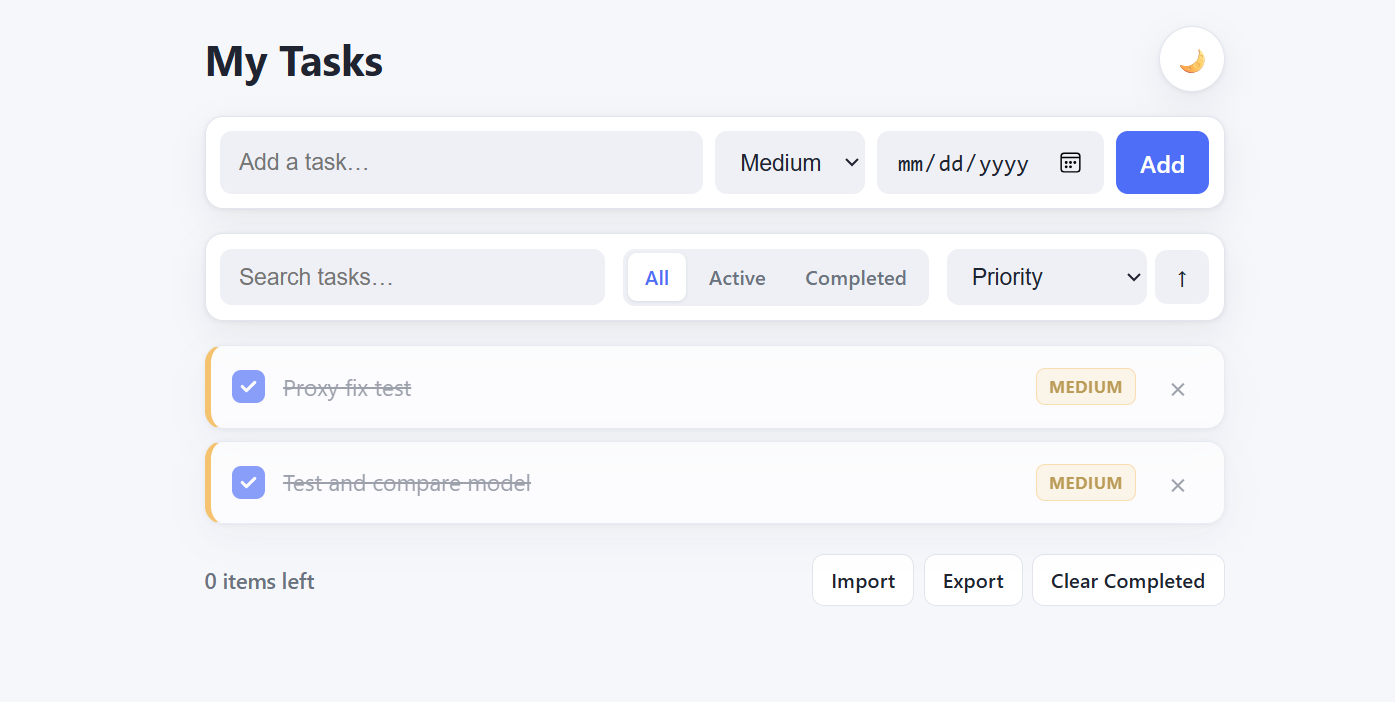 My Tasks
Add a task… Medium mm/dd/yyyy Add
Search tasks… All Active Completed Priority ↑
Proxy fix test MEDIUM ×
Test and compare model MEDIUM ×
0 items left Import Export Clear Completed